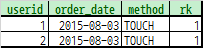 userid order_date method rk
1 2015-08-03 TOUCH 1
2 2015-08-03 TOUCH 1